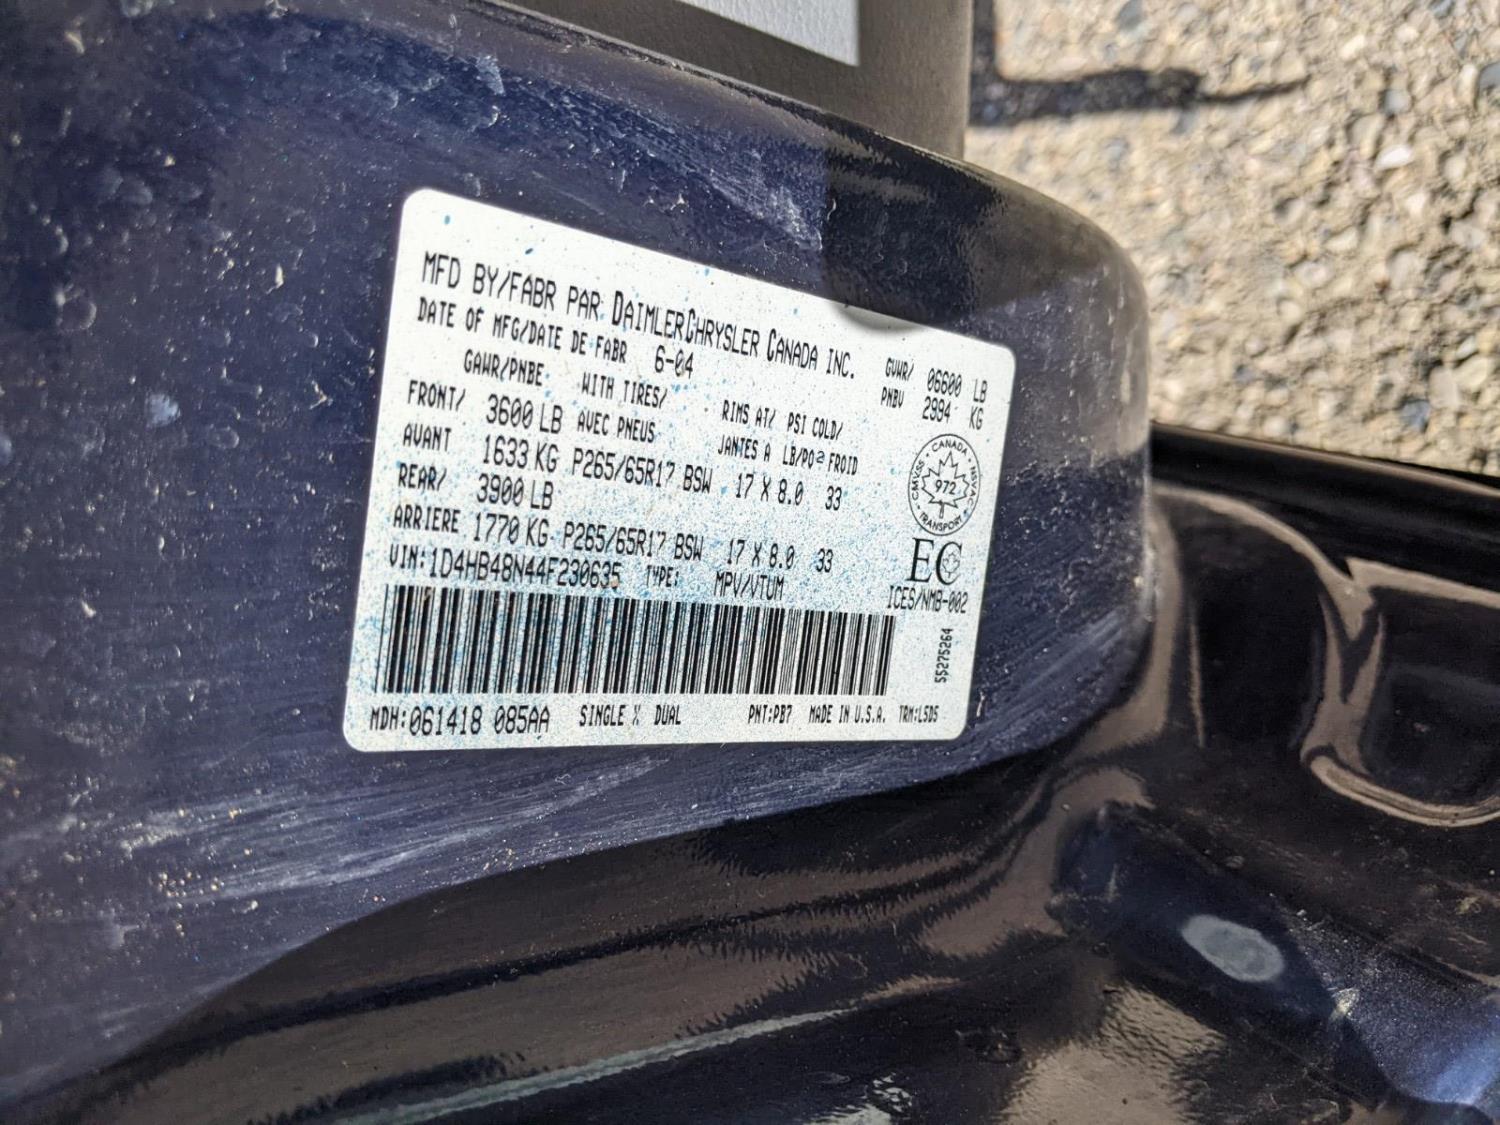 MFD BY/FABR PAR DAIMLERCHRYSLER CANADA INC.
DATE OF MFG/DATE DE FABR 6-04
GVWR/ 06600 LB
PNBV 2994 KG
GAWR/PNBE WITH TIRES/ RIMS AT/ PSI COLD/
FRONT/ 3600 LB AVEC PNEUS JANTES A LB/PO² FROID
AVANT 1633 KG P265/65R17 BSW 17 X 8.0 33
REAR/ 3900 LB
ARRIERE 1770 KG P265/65R17 BSW 17 X 8.0 33
VIN:1D4HB48N44F230635 TYPE: MPV/VTUM
CANADA · NSVAC · TRANSPORT · CMVSS
972
EC
ICES/NMB-002
55275264
MDH:061418 085AA SINGLE X DUAL PNT:PB7 MADE IN U.S.A. TRM:L5D5